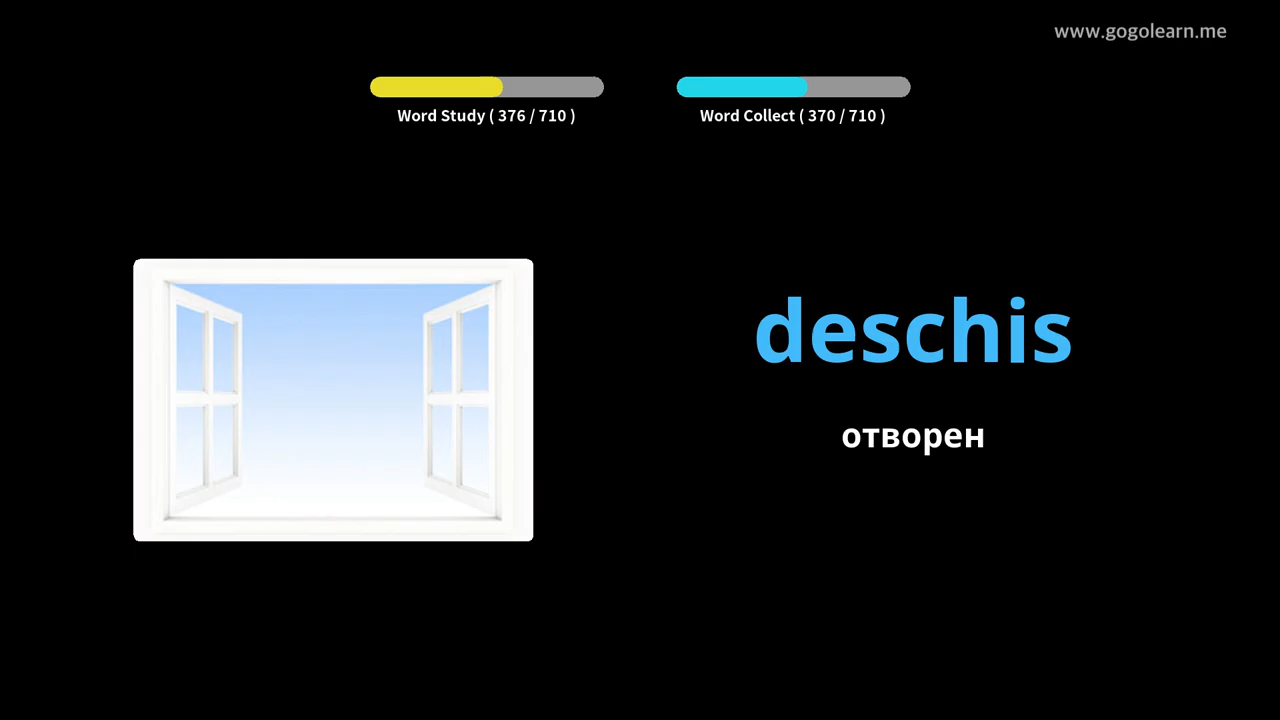 www.gogolearn.me
Word Study ( 376 / 710 )
Word Collect ( 370 / 710 )
deschis
отворен